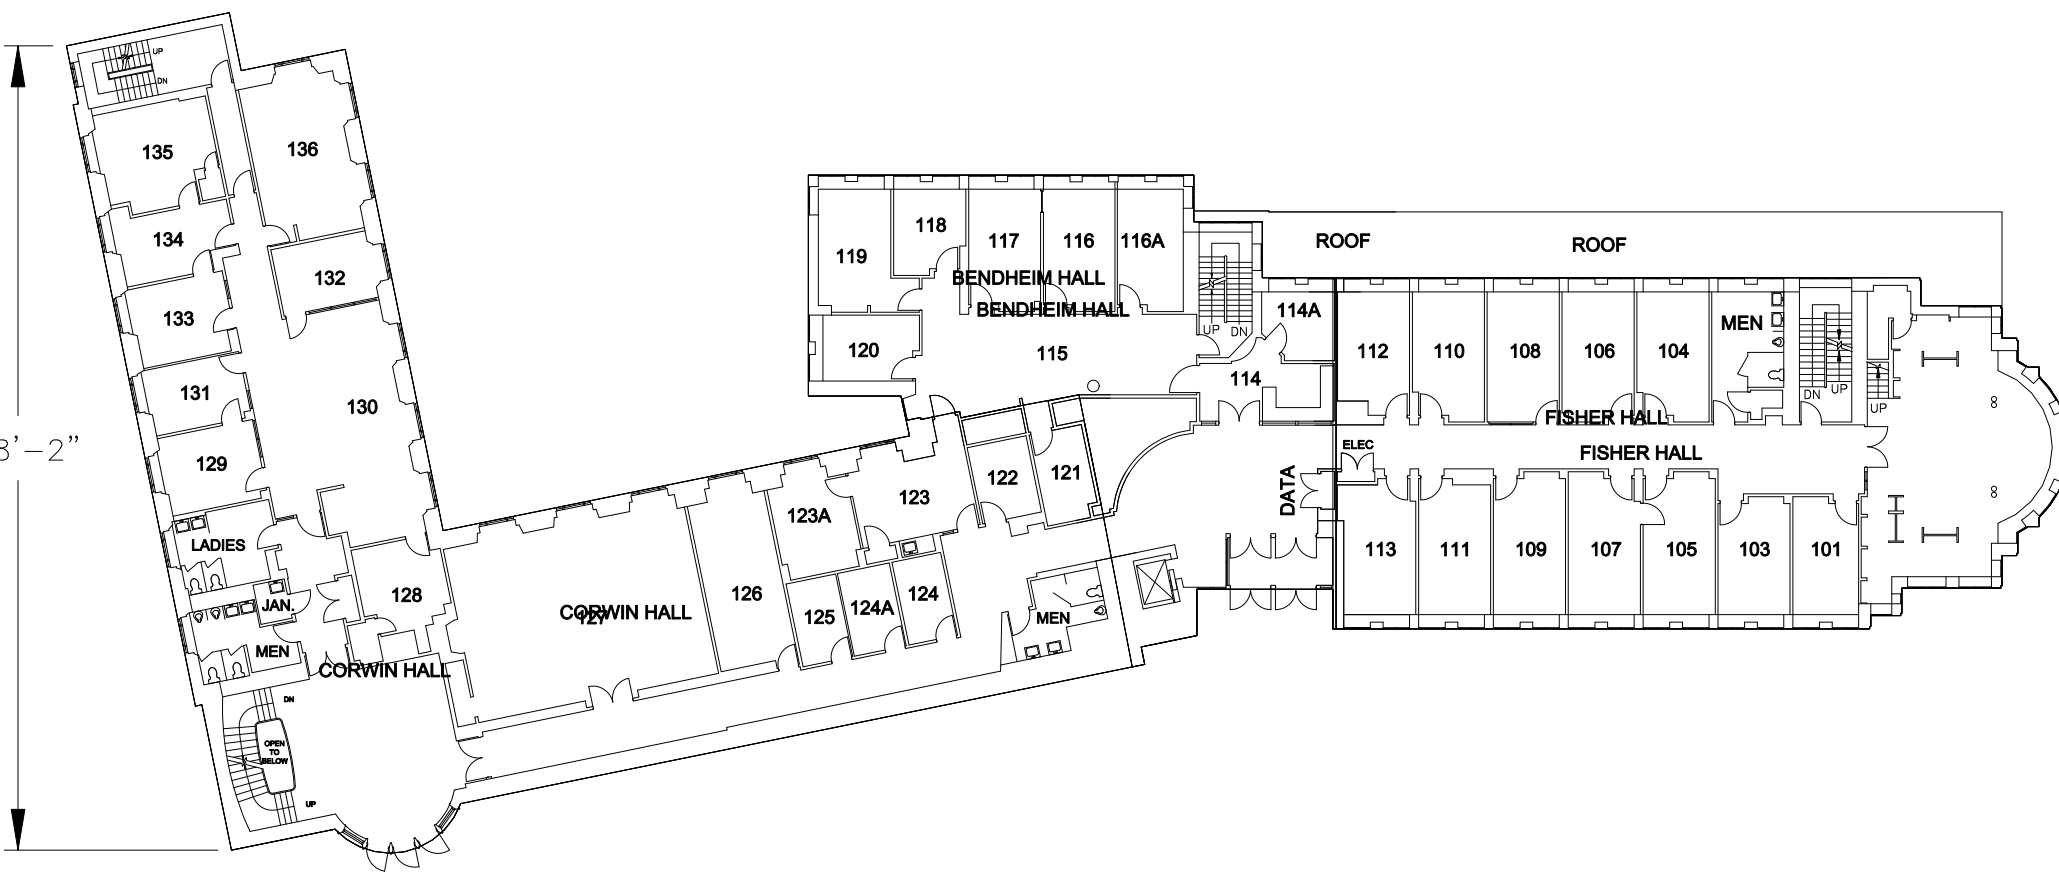 UP
DN
135
136
134
132
133
131
130
129
LADIES
JAN.
128
MEN
CORWIN HALL
DN
OPEN
TO
BELOW
UP
3'-2"
CORWIN HALL
127
126
123A
123
122
121
125
124A
124
MEN
119
118
117
116
116A
BENDHEIM HALL
BENDHEIM HALL
120
115
UP
DN
114A
114
ROOF
ROOF
112
110
108
106
104
MEN
DN
UP
UP
FISHER HALL
FISHER HALL
ELEC
DATA
113
111
109
107
105
103
101